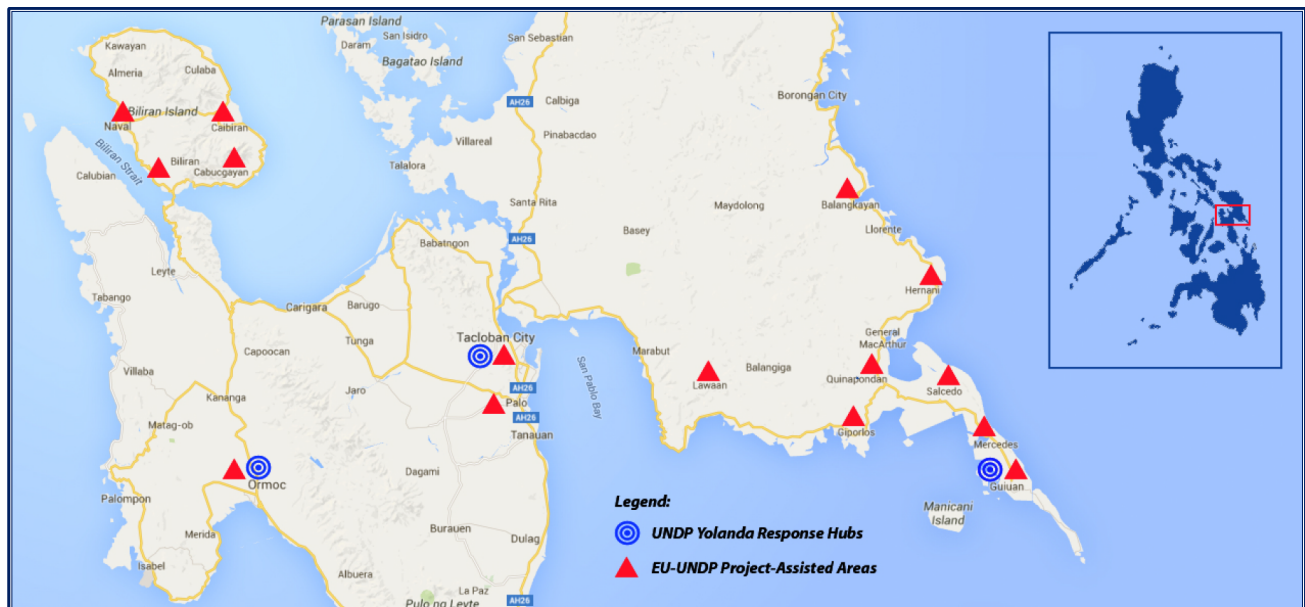 Parasan Island
Daram
San Isidro
Bagatao Island
San Sebastian
Kawayan
Almeria
Culaba
Biliran Island
Naval
Caibiran
Biliran
Cabucgayan
Biliran Strait
Calubian
AH26
Calbiga
Pinabacdao
Villareal
Talalora
Borongan City
Santa Rita
Maydolong
Balangkayan
Llorente
Basey
AH26
Babatngon
Leyte
Tabango
Carigara
Barugo
Tunga
Capoocan
Tacloban City
San Pablo Bay
Marabut
Lawaan
Balangiga
Hernani
General
MacArthur
Quinapondan
Salcedo
Giporlos
Mercedes
Guiuan
Manicani
Island
Villaba
Kananga
Jaro
AH26
Palo
AH26
Tanauan
Matag-ob
Dagami
Ormoc
Palompon
Merida
Burauen
Dulag
Isabel
Albuera
La Paz
Pulo ng Leyte
AH26
Legend:
UNDP Yolanda Response Hubs
EU-UNDP Project-Assisted Areas